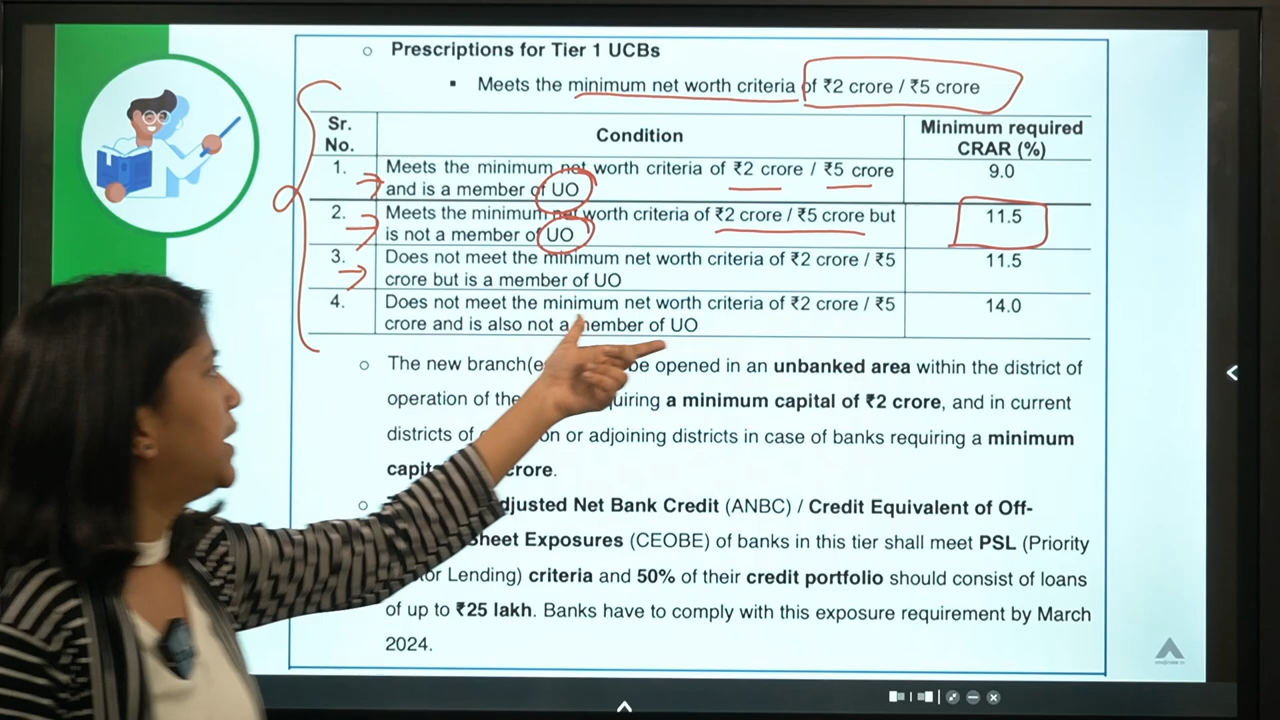 Prescriptions for Tier 1 UCBs
Meets the minimum net worth criteria of ₹2 crore / ₹5 crore
Sr. No.
Condition
Minimum required CRAR (%)
1.
Meets the minimum net worth criteria of ₹2 crore / ₹5 crore
and is a member of UO
9.0
2.
Meets the minimum net worth criteria of ₹2 crore / ₹5 crore but
is not a member of UO
11.5
3.
Does not meet the minimum net worth criteria of ₹2 crore / ₹5
crore but is a member of UO
11.5
4.
Does not meet the minimum net worth criteria of ₹2 crore / ₹5
crore and is also not a member of UO
14.0
The new be opened in an unbanked area within the district of
operation of the a minimum capital of ₹2 crore, and in current
districts of or adjoining districts in case of banks requiring a minimum
crore.
Net Bank Credit (ANBC) / Credit Equivalent of Off-
Exposures (CEOBE) of banks in this tier shall meet PSL (Priority
Lending) criteria and 50% of their credit portfolio should consist of loans
of up to ₹25 lakh. Banks have to comply with this exposure requirement by March
2024.